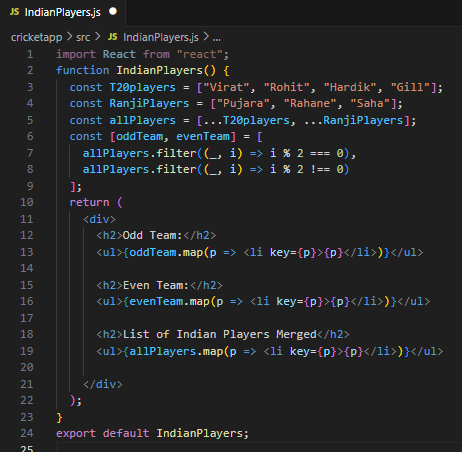 JS IndianPlayers.js ●
cricketapp > src > JS IndianPlayers.js > ...
1 import React from "react";
2 function IndianPlayers() {
3   const T20players = ["Virat", "Rohit", "Hardik", "Gill"];
4   const RanjiPlayers = ["Pujara", "Rahane", "Saha"];
5   const allPlayers = [...T20players, ...RanjiPlayers];
6   const [oddTeam, evenTeam] = [
7     allPlayers.filter((_, i) => i % 2 === 0),
8     allPlayers.filter((_, i) => i % 2 !== 0)
9   ];
10   return (
11     <div>
12       <h2>Odd Team:</h2>
13       <ul>{oddTeam.map(p => <li key={p}>{p}</li>)}</ul>
14
15       <h2>Even Team:</h2>
16       <ul>{evenTeam.map(p => <li key={p}>{p}</li>)}</ul>
17
18       <h2>List of Indian Players Merged</h2>
19       <ul>{allPlayers.map(p => <li key={p}>{p}</li>)}</ul>
20
21     </div>
22   );
23 }
24 export default IndianPlayers;
25